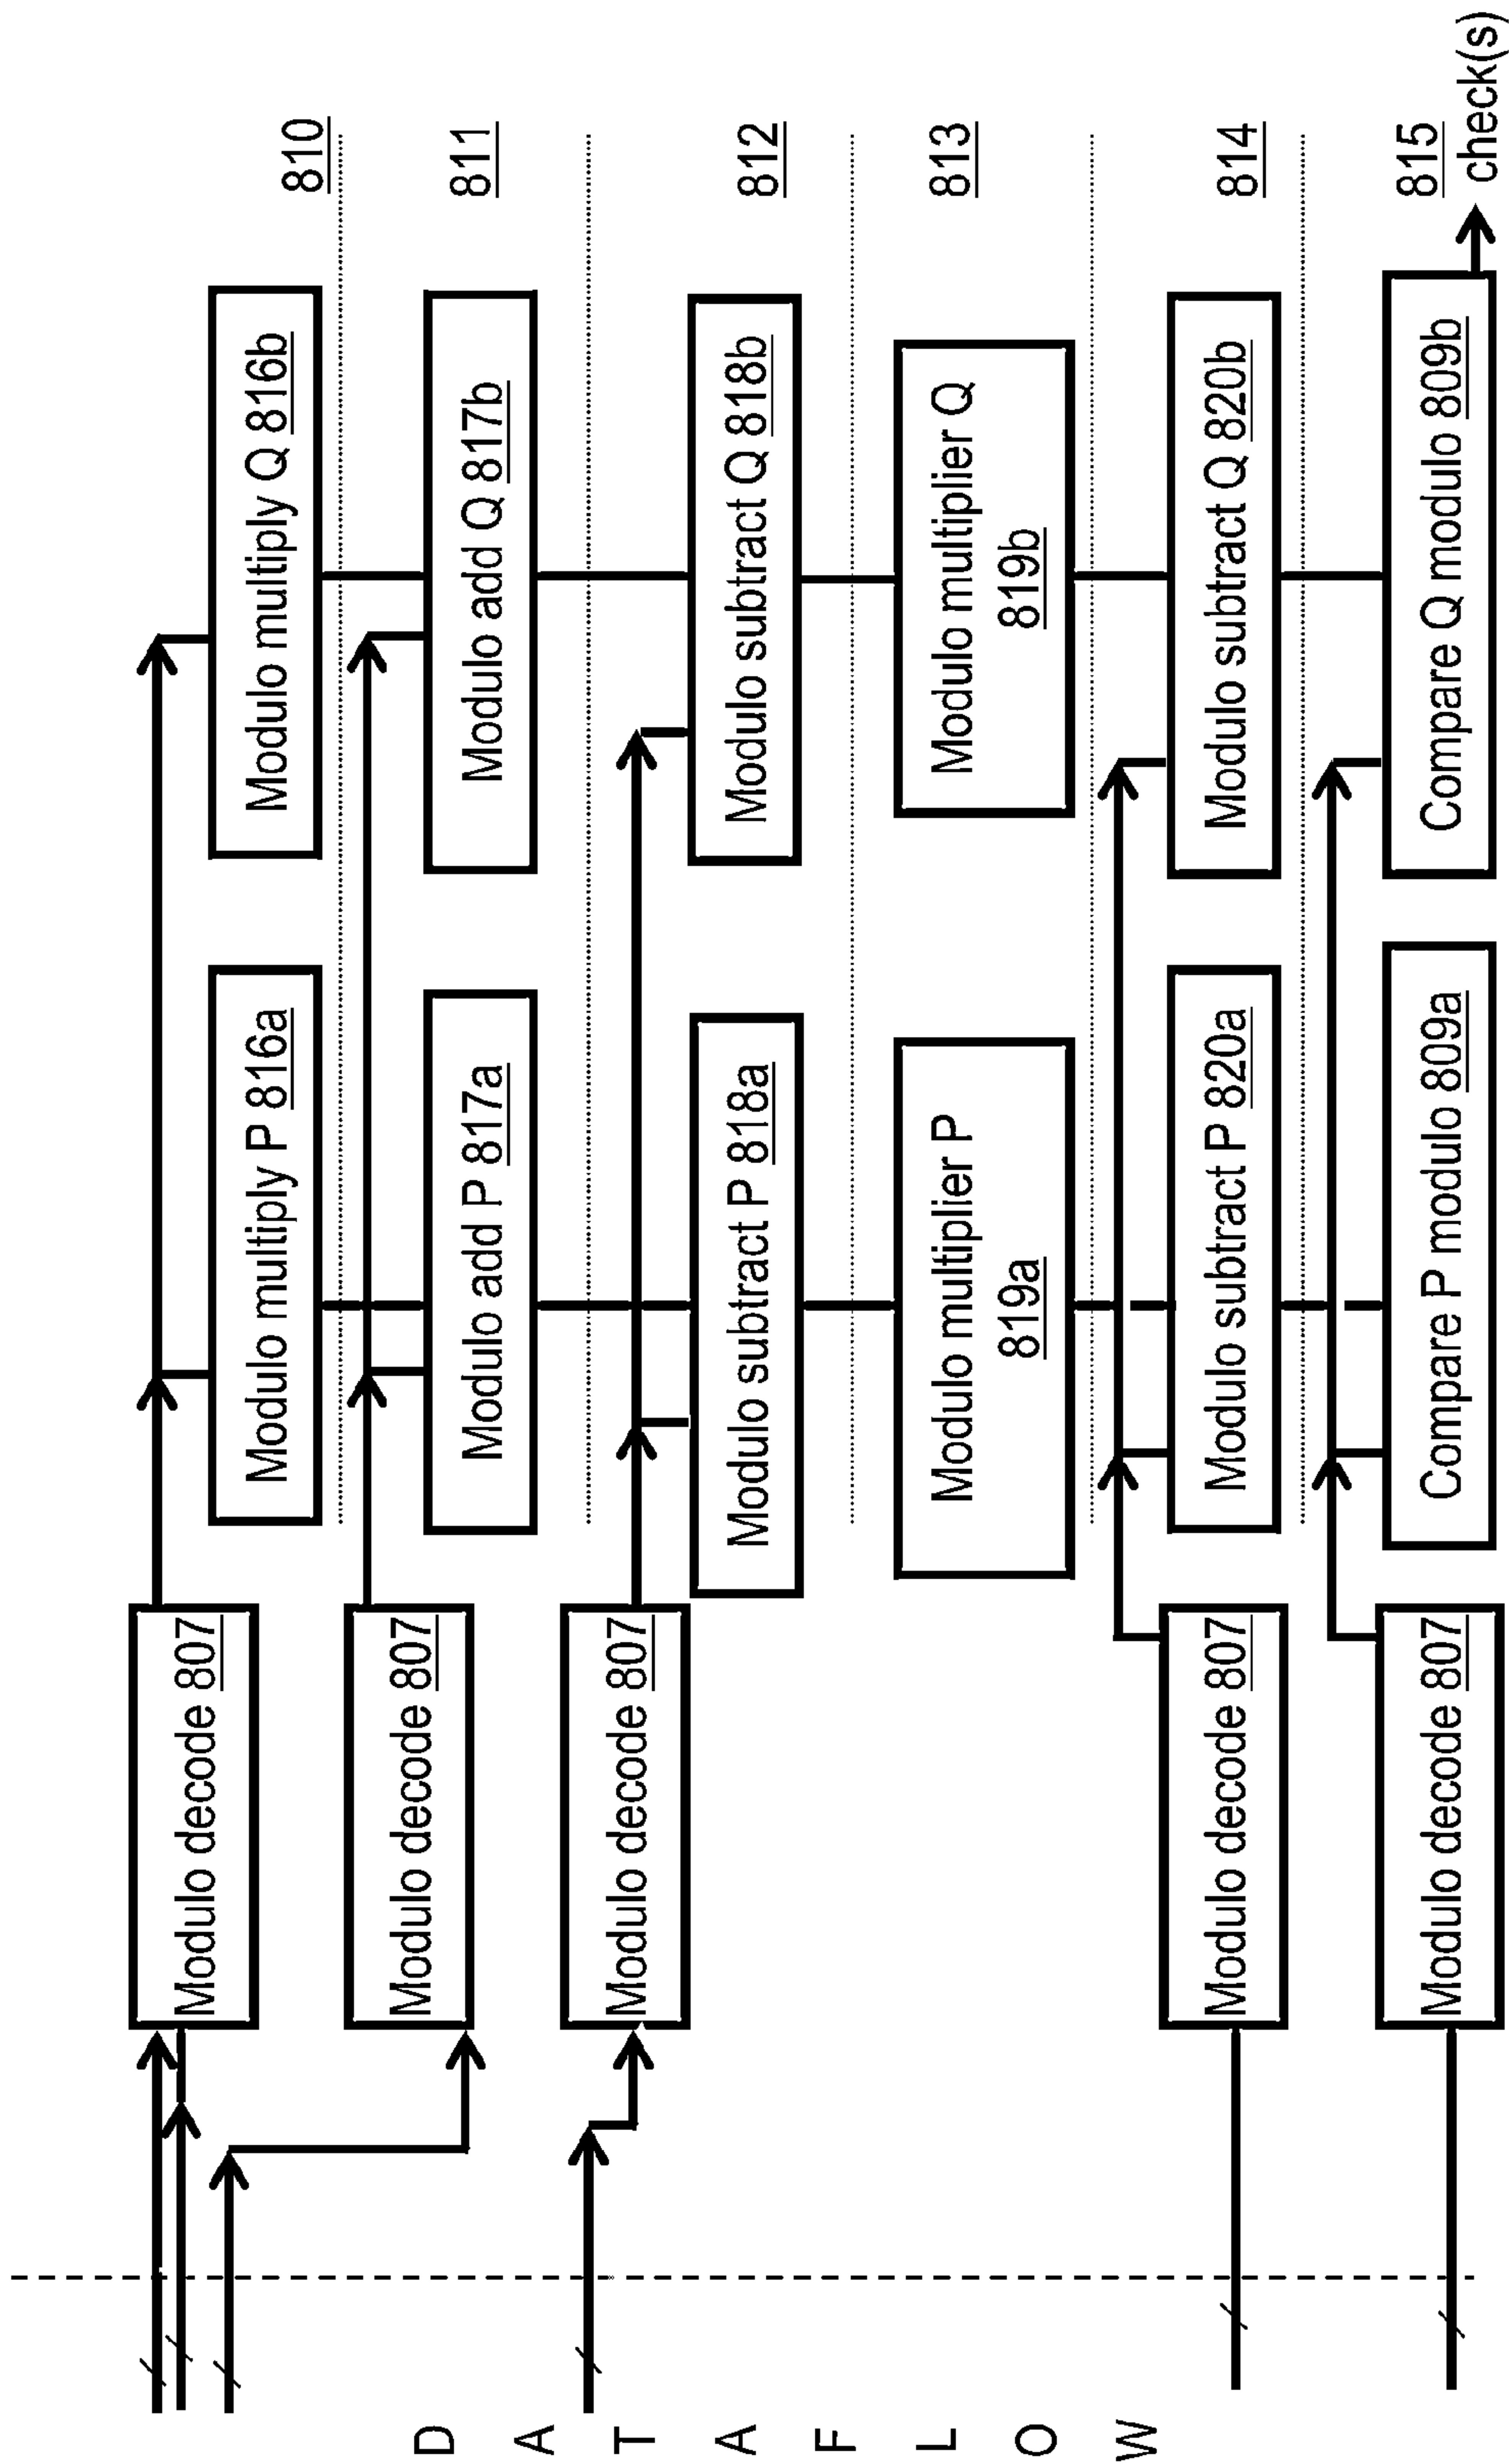 Modulo decode 807
Modulo multiply P 816a
Modulo multiply Q 816b
810
Modulo decode 807
Modulo add P 817a
Modulo add Q 817b
811
Modulo decode 807
Modulo subtract P 818a
Modulo subtract Q 818b
812
Modulo multiplier P
819a
Modulo multiplier Q
819b
813
Modulo decode 807
Modulo subtract P 820a
Modulo subtract Q 820b
814
Modulo decode 807
Compare P modulo 809a
Compare Q modulo 809b
815
check(s)
D A T A F L O W